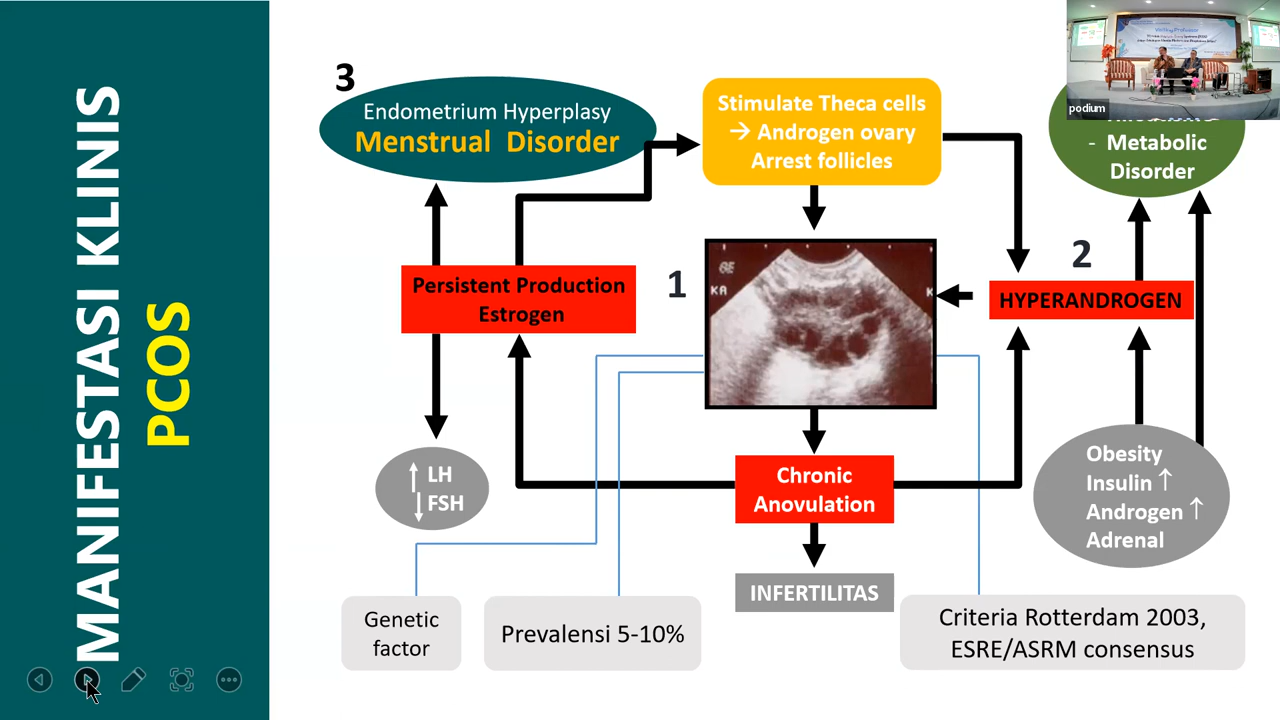 MANIFESTASI KLINIS
PCOS
3
Endometrium Hyperplasy
Menstrual Disorder
Stimulate Theca cells
→ Androgen ovary
Arrest follicles
podium
- Metabolic
Disorder
Persistent Production
Estrogen
1
GE
KA
K
2
HYPERANDROGEN
↑ LH
↓ FSH
Chronic
Anovulation
Obesity
Insulin ↑
Androgen ↑
Adrenal
INFERTILITAS
Genetic
factor
Prevalensi 5-10%
Criteria Rotterdam 2003,
ESRE/ASRM consensus